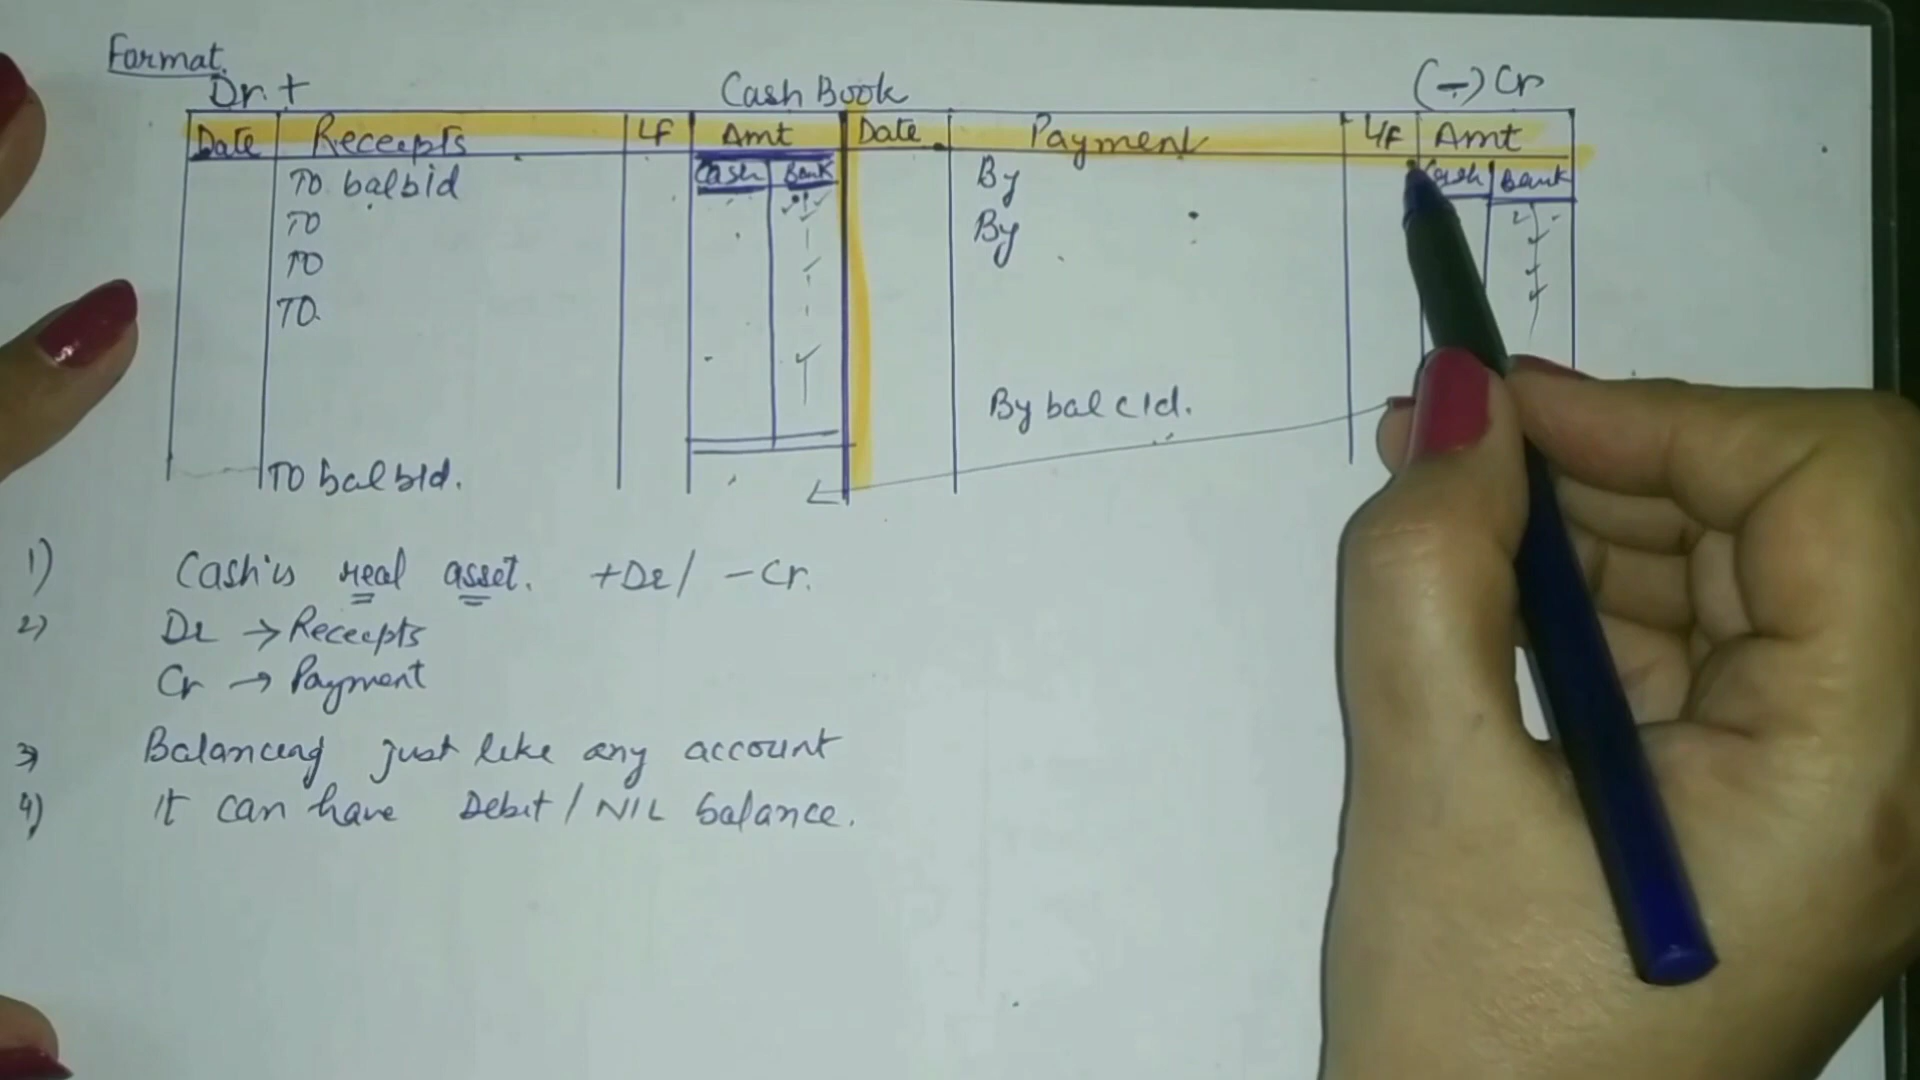 Format.
Dr. + Cash Book (-) Cr
Date Receipts LF Amt Date Payment LF Amt
To bal b/d Cash Bank By Cash Bank
To By
To
To.
By bal c/d.
To bal b/d.
1) Cash is real asset. +Dr/ -Cr.
2) Dr → Receipts
Cr → Payment
3) Balancing just like any account
4) It can have Debit/NIL balance.